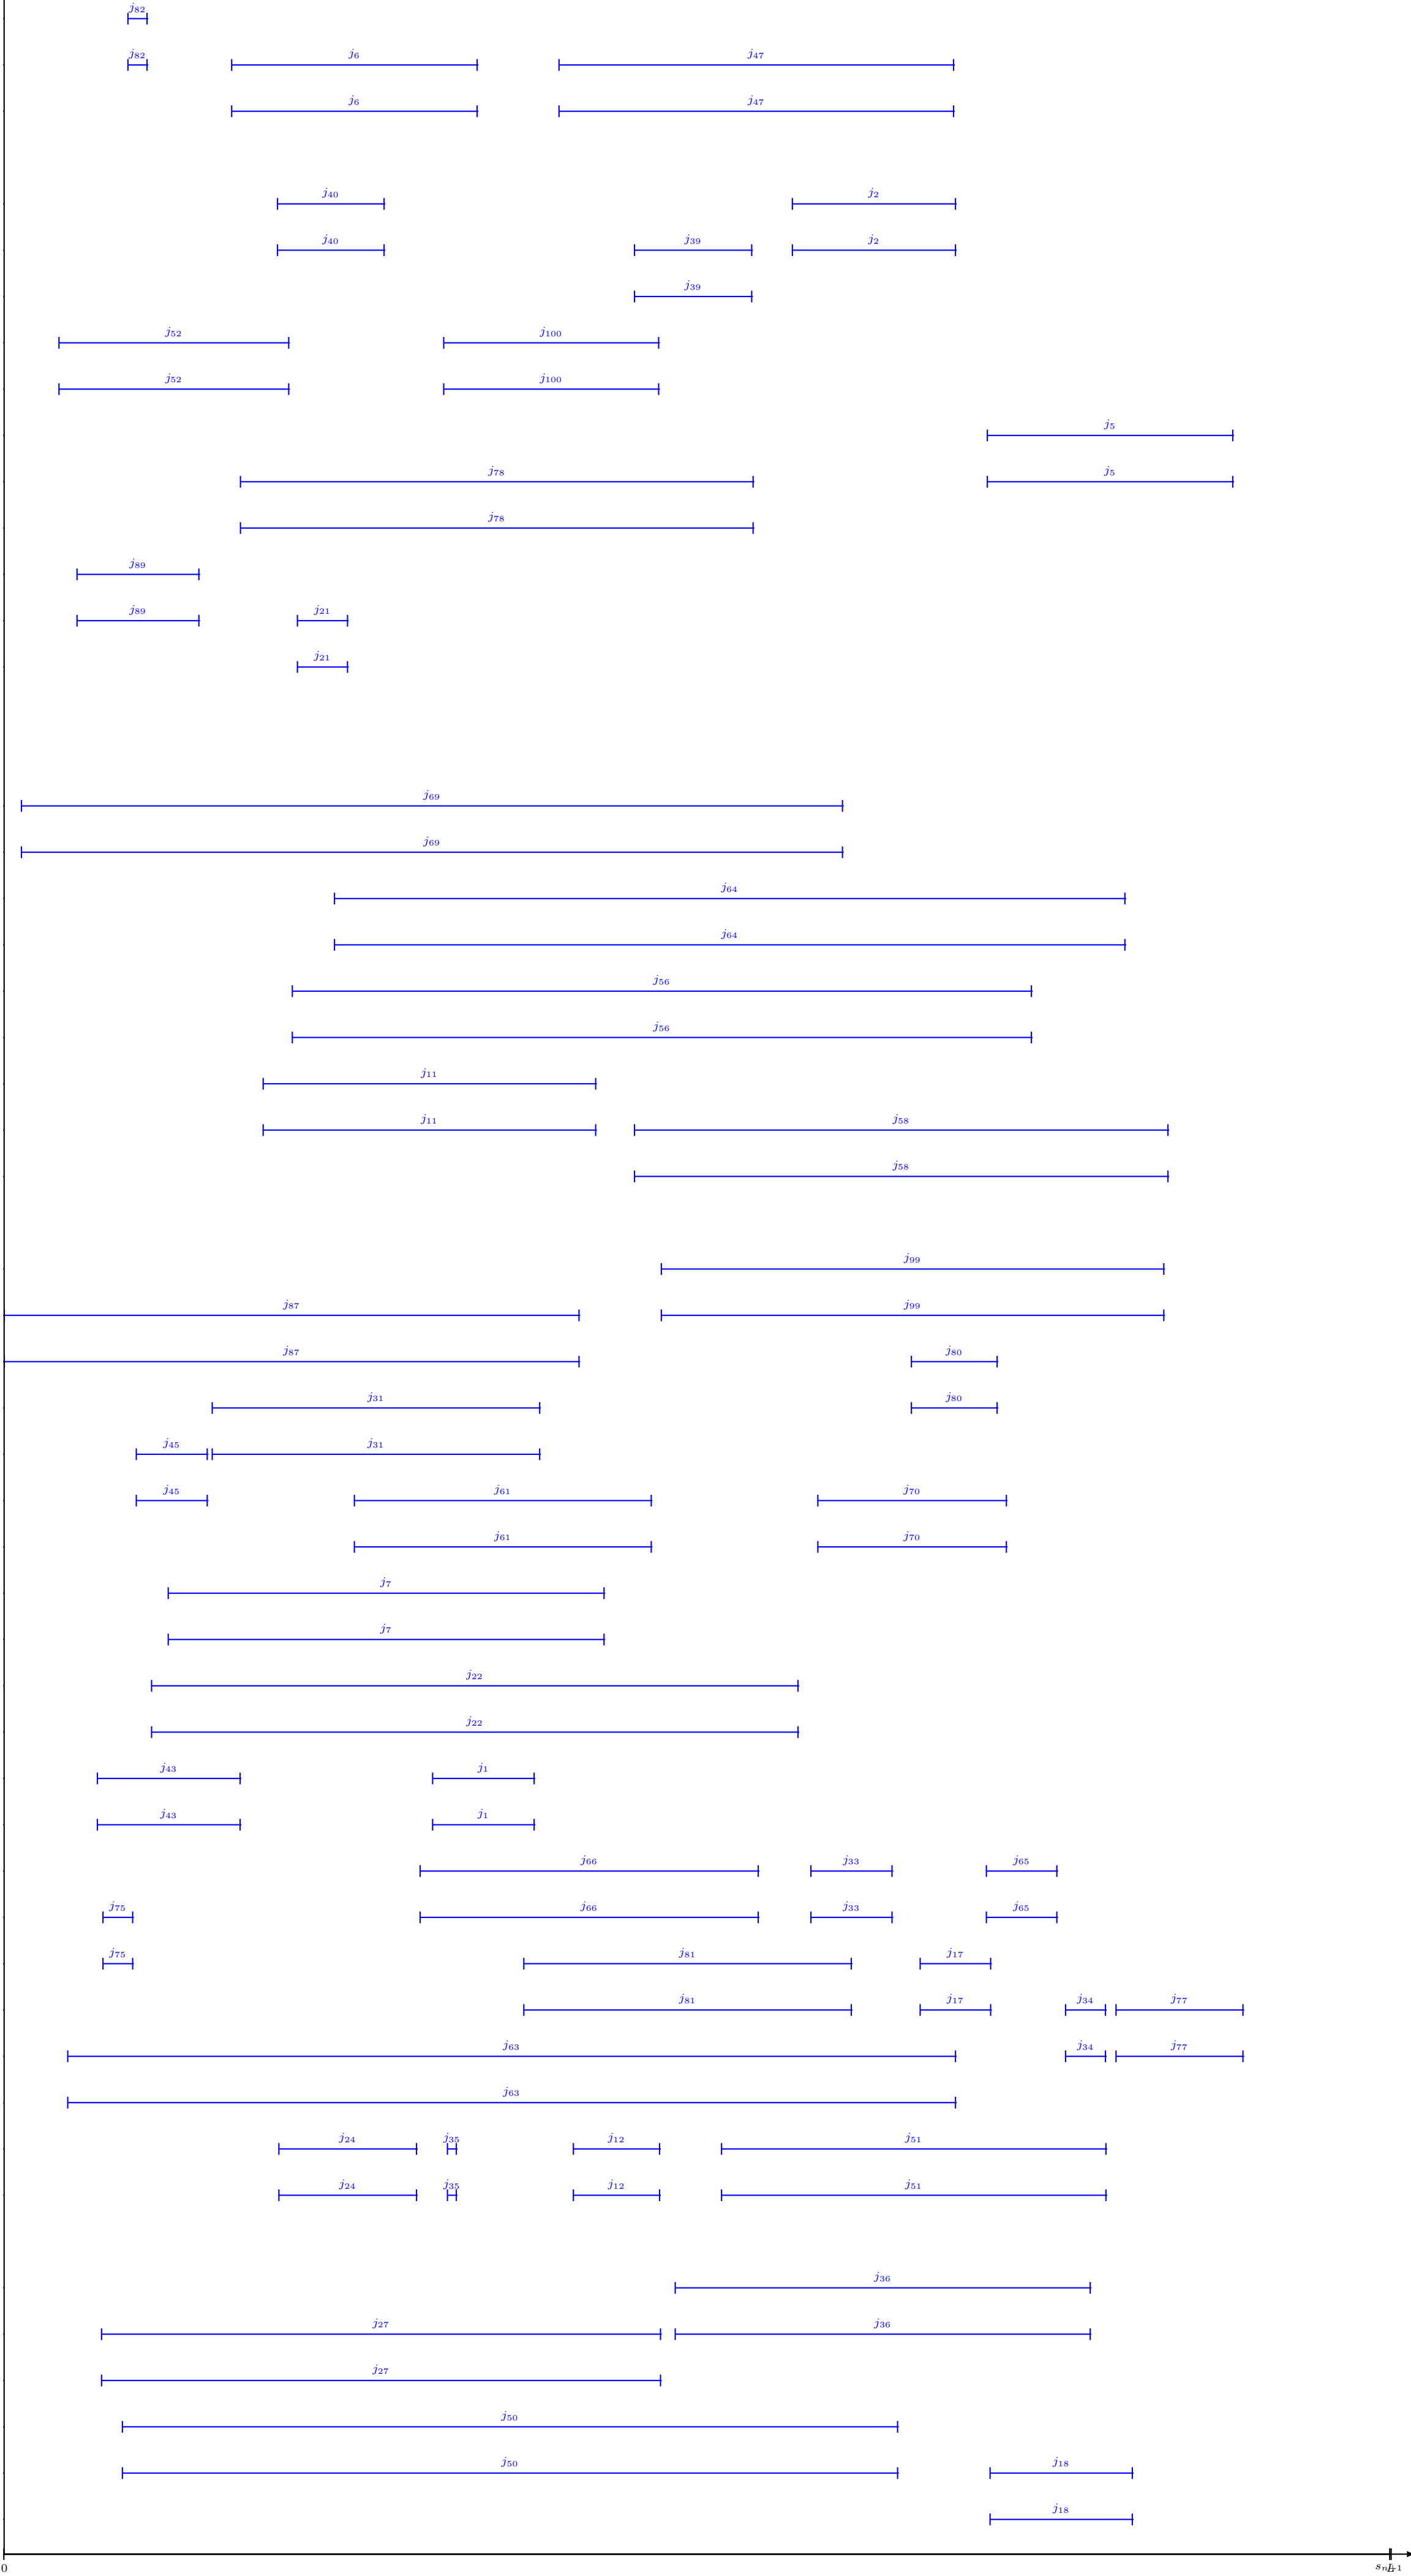 j₈₂
j₈₂ j₆ j₄₇
j₆ j₄₇
j₄₀ j₂
j₄₀ j₃₉ j₂
j₃₉
j₅₂ j₁₀₀
j₅₂ j₁₀₀
j₅
j₇₈ j₅
j₇₈
j₈₉
j₈₉ j₂₁
j₂₁
j₆₉
j₆₉
j₆₄
j₆₄
j₅₆
j₅₆
j₁₁
j₁₁ j₅₈
j₅₈
j₉₉
j₈₇ j₉₉
j₈₇ j₈₀
j₃₁ j₈₀
j₄₅ j₃₁
j₄₅ j₆₁ j₇₀
j₆₁ j₇₀
j₇
j₇
j₂₂
j₂₂
j₄₃ j₁
j₄₃ j₁
j₆₆ j₃₃ j₆₅
j₇₅ j₆₆ j₃₃ j₆₅
j₇₅ j₈₁ j₁₇
j₈₁ j₁₇ j₃₄ j₇₇
j₆₃ j₃₄ j₇₇
j₆₃
j₂₄ j₃₅ j₁₂ j₅₁
j₂₄ j₃₅ j₁₂ j₅₁
j₃₆
j₂₇ j₃₆
j₂₇
j₅₀
j₅₀ j₁₈
j₁₈
0